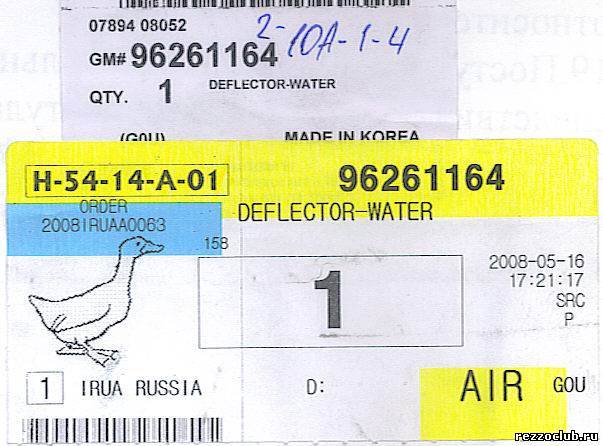 07894 08052
2-10A-1-4
GM# 96261164
DEFLECTOR-WATER
QTY. 1
(G0U) MADE IN KOREA
H-54-14-A-01 96261164
ORDER
20081RUAA0063
DEFLECTOR-WATER
158
2008-05-16
17:21:17
SRC
P
1
1 IRUA RUSSIA D: AIR GOU
rezzoclub.ru